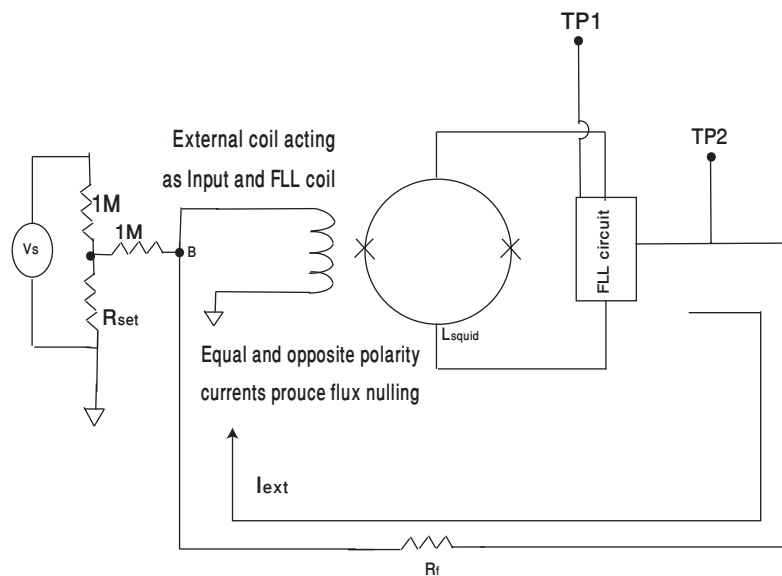 TP1
TP2
External coil acting
as Input and FLL coil
1M
1M
Vs
B
Rset
FLL circuit
Lsquid
Equal and opposite polarity
currents prouce flux nulling
Iext
Rf